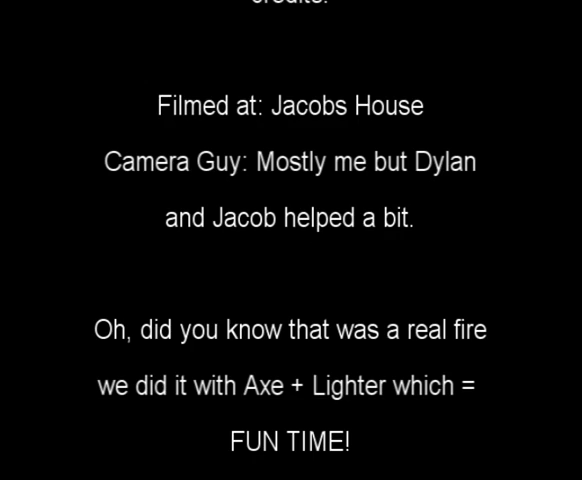 credits.
Filmed at: Jacobs House
Camera Guy: Mostly me but Dylan
and Jacob helped a bit.
Oh, did you know that was a real fire
we did it with Axe + Lighter which =
FUN TIME!